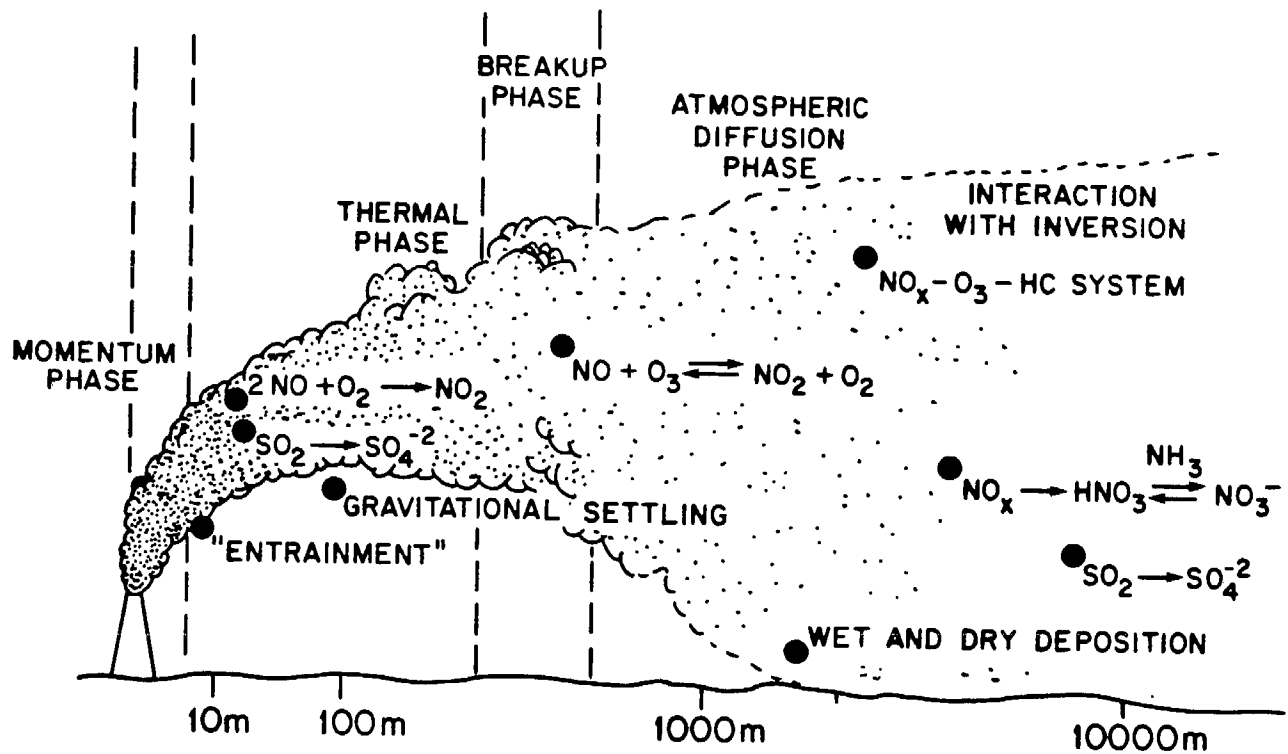 BREAKUP
PHASE
ATMOSPHERIC
DIFFUSION
PHASE
THERMAL
PHASE
INTERACTION
WITH INVERSION
NOx-O3-HC SYSTEM
MOMENTUM
PHASE
2 NO + O2 → NO2
NO + O3 ⇌ NO2 + O2
SO2 → SO4^-2
NH3
NOx → HNO3 ⇌ NO3^-
GRAVITATIONAL SETTLING
"ENTRAINMENT"
SO2 → SO4^-2
WET AND DRY DEPOSITION
10m 100m 1000m 10000m